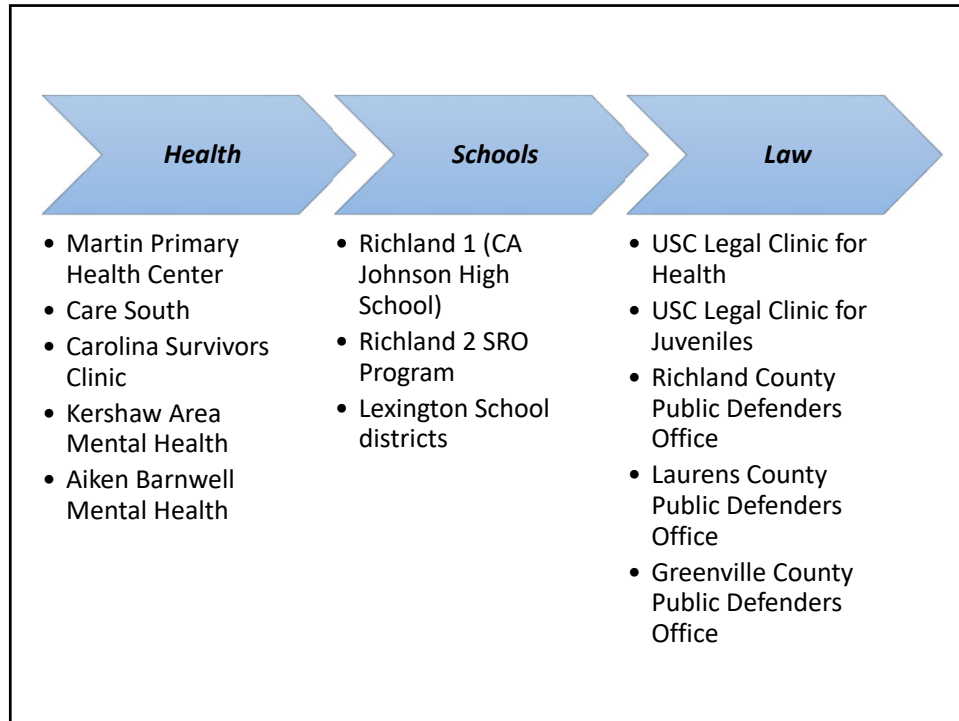 Health
• Martin Primary
Health Center
• Care South
• Carolina Survivors
Clinic
• Kershaw Area
Mental Health
• Aiken Barnwell
Mental Health
Schools
• Richland 1 (CA
Johnson High
School)
• Richland 2 SRO
Program
• Lexington School
districts
Law
• USC Legal Clinic for
Health
• USC Legal Clinic for
Juveniles
• Richland County
Public Defenders
Office
• Laurens County
Public Defenders
Office
• Greenville County
Public Defenders
Office